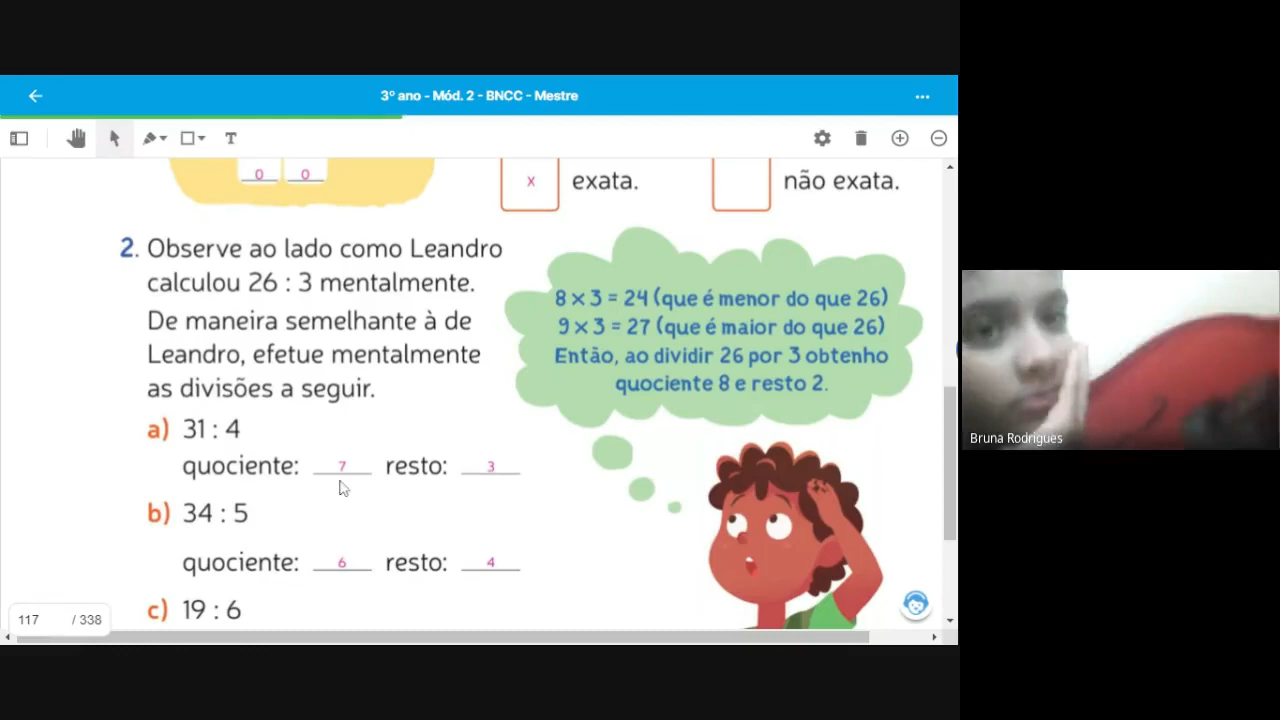 3º ano - Mód. 2 - BNCC - Mestre
T
0 0
x exata. não exata.
2. Observe ao lado como Leandro
calculou 26 : 3 mentalmente.
De maneira semelhante à de
Leandro, efetue mentalmente
as divisões a seguir.
8 × 3 = 24 (que é menor do que 26)
9 × 3 = 27 (que é maior do que 26)
Então, ao dividir 26 por 3 obtenho
quociente 8 e resto 2.
a) 31 : 4
quociente: 7 resto: 3
b) 34 : 5
quociente: 6 resto: 4
c) 19 : 6
117 / 338
Bruna Rodrigues